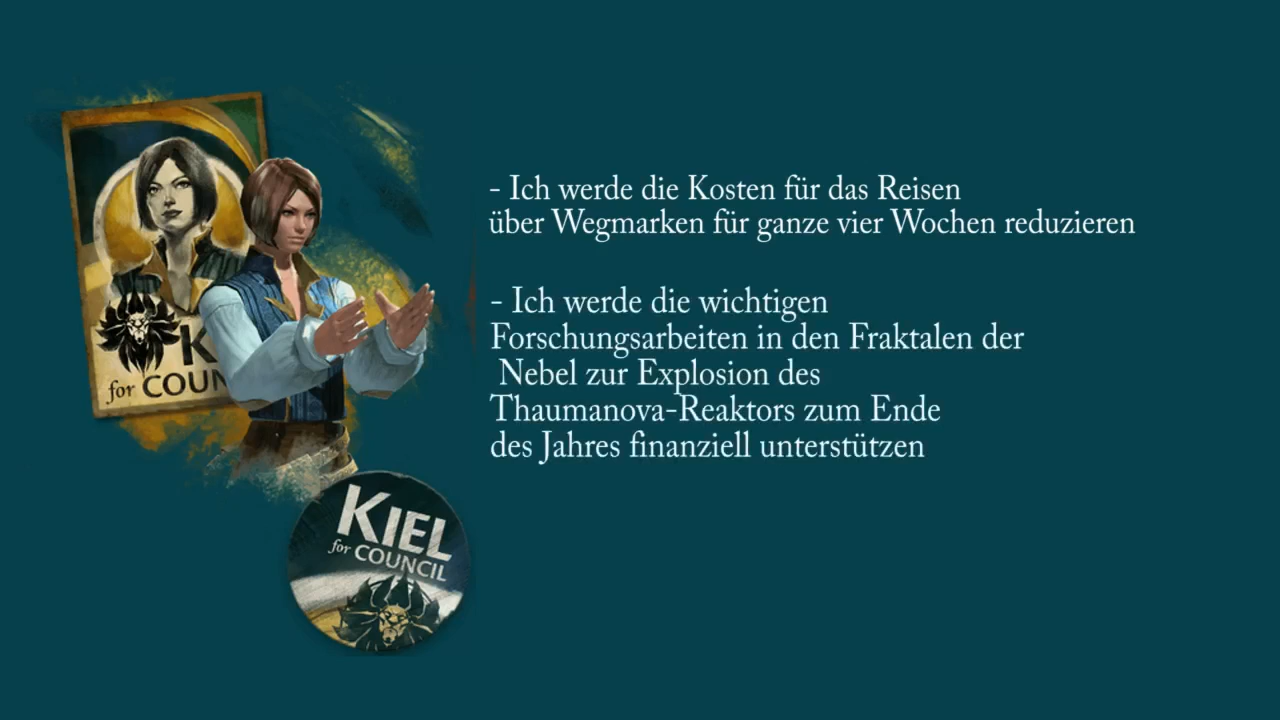 - Ich werde die Kosten für das Reisen
über Wegmarken für ganze vier Wochen reduzieren
- Ich werde die wichtigen
Forschungsarbeiten in den Fraktalen der
Nebel zur Explosion des
Thaumanova-Reaktors zum Ende
des Jahres finanziell unterstützen
K
for COUN
KIEL
for COUNCIL